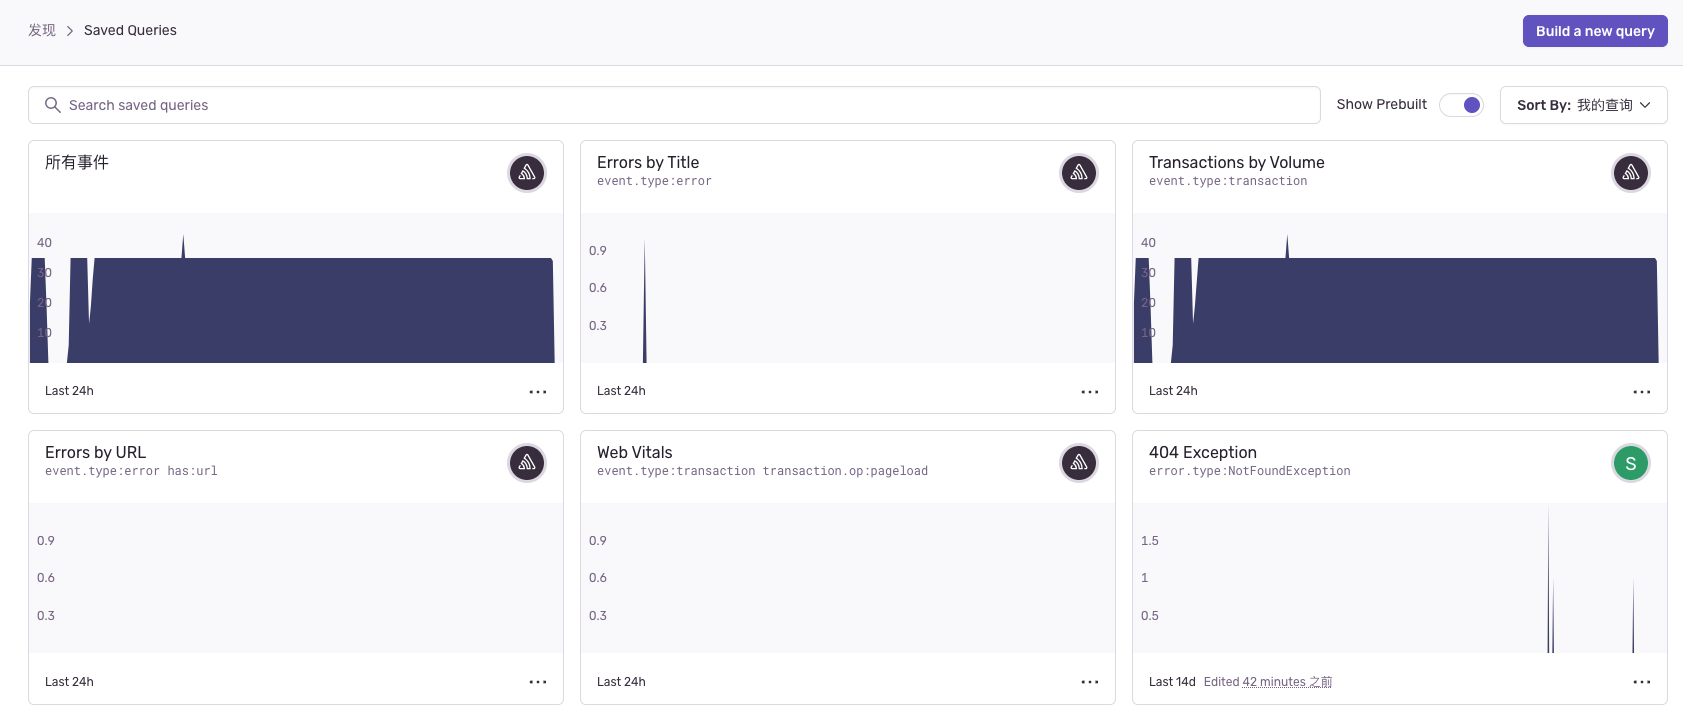 发现 > Saved Queries
Build a new query
Search saved queries
Show Prebuilt
Sort By: 我的查询
所有事件
40
30
20
10
Last 24h
Errors by Title
event.type:error
0.9
0.6
0.3
Last 24h
Transactions by Volume
event.type:transaction
40
30
20
10
Last 24h
Errors by URL
event.type:error has:url
0.9
0.6
0.3
Last 24h
Web Vitals
event.type:transaction transaction.op:pageload
0.9
0.6
0.3
Last 24h
404 Exception
error.type:NotFoundException
S
1.5
1
0.5
Last 14d Edited 42 minutes 之前